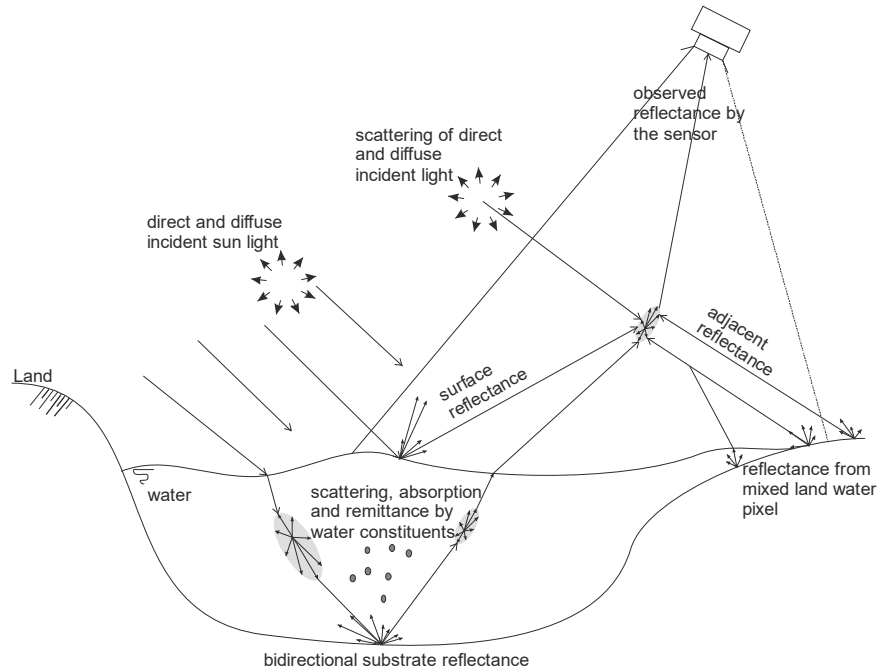 observed
reflectance by
the sensor
scattering of direct
and diffuse
incident light
direct and diffuse
incident sun light
adjacent
reflectance
Land
surface
reflectance
water
scattering, absorption
and remittance by
water constituents
reflectance from
mixed land water
pixel
bidirectional substrate reflectance